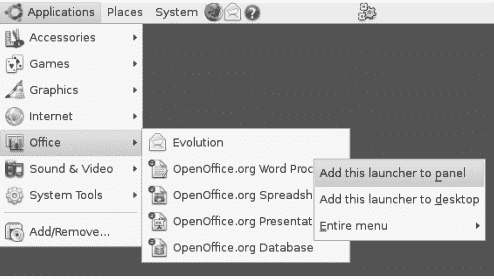 Applications Places System
Accessories
Games
Graphics
Internet
Office
Sound & Video
System Tools
Add/Remove...
Evolution
OpenOffice.org Word Proc
OpenOffice.org Spreadsh
OpenOffice.org Presentat
OpenOffice.org Database
Add this launcher to panel
Add this launcher to desktop
Entire menu